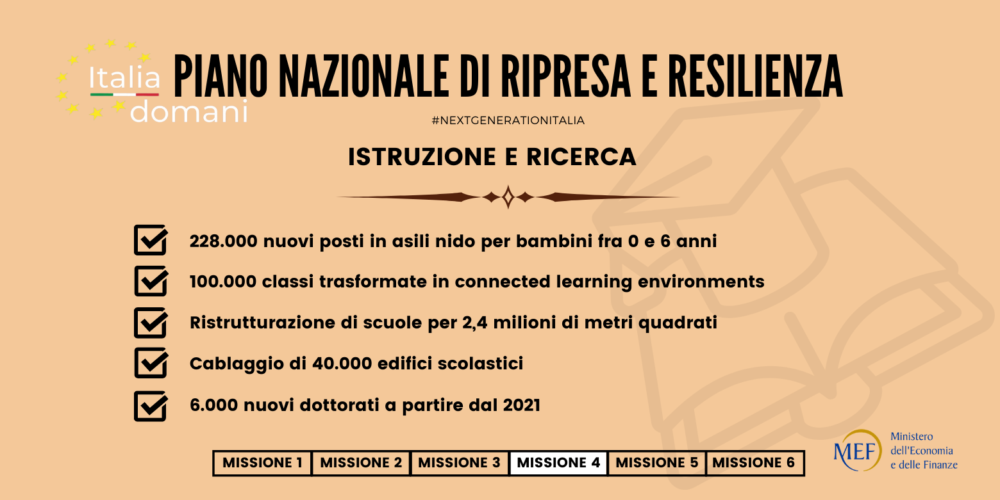 Italia
domani
PIANO NAZIONALE DI RIPRESA E RESILIENZA
#NEXTGENERATIONITALIA
ISTRUZIONE E RICERCA
228.000 nuovi posti in asili nido per bambini fra 0 e 6 anni
100.000 classi trasformate in connected learning environments
Ristrutturazione di scuole per 2,4 milioni di metri quadrati
Cablaggio di 40.000 edifici scolastici
6.000 nuovi dottorati a partire dal 2021
MISSIONE 1 MISSIONE 2 MISSIONE 3 MISSIONE 4 MISSIONE 5 MISSIONE 6
MEF
Ministero
dell'Economia
e delle Finanze